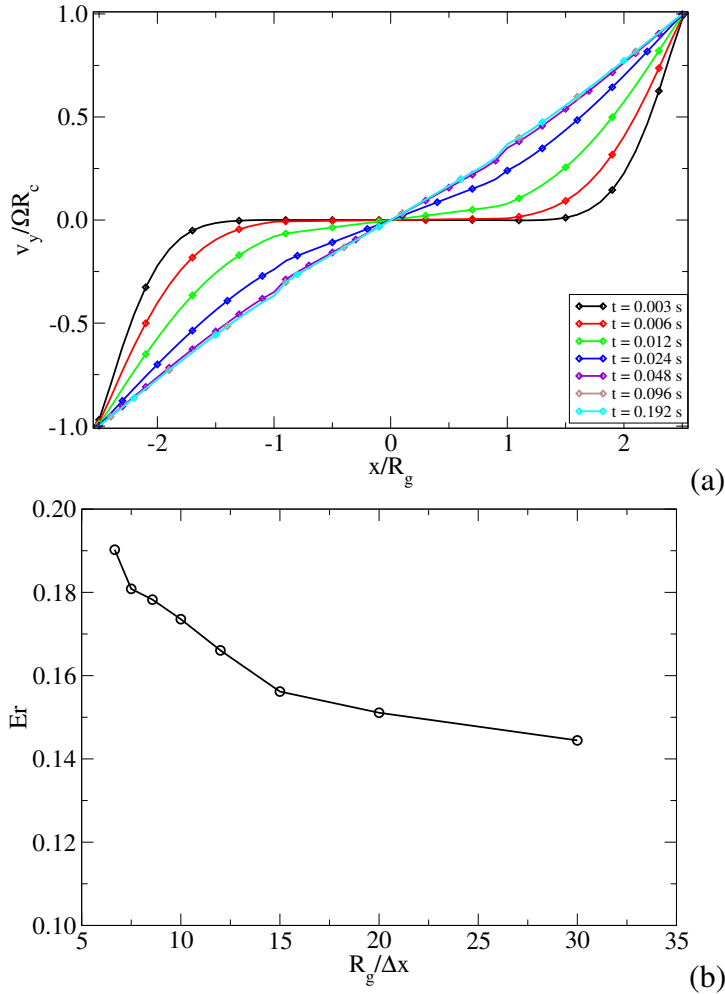 1.0
0.5
0.0
-0.5
-1.0
v_y/ΩR_c
t = 0.003 s
t = 0.006 s
t = 0.012 s
t = 0.024 s
t = 0.048 s
t = 0.096 s
t = 0.192 s
-2 -1 0 1 2
x/R_g
(a)
0.20
0.18
0.16
0.14
0.12
0.10
Er
5 10 15 20 25 30 35
R_g/Δx
(b)